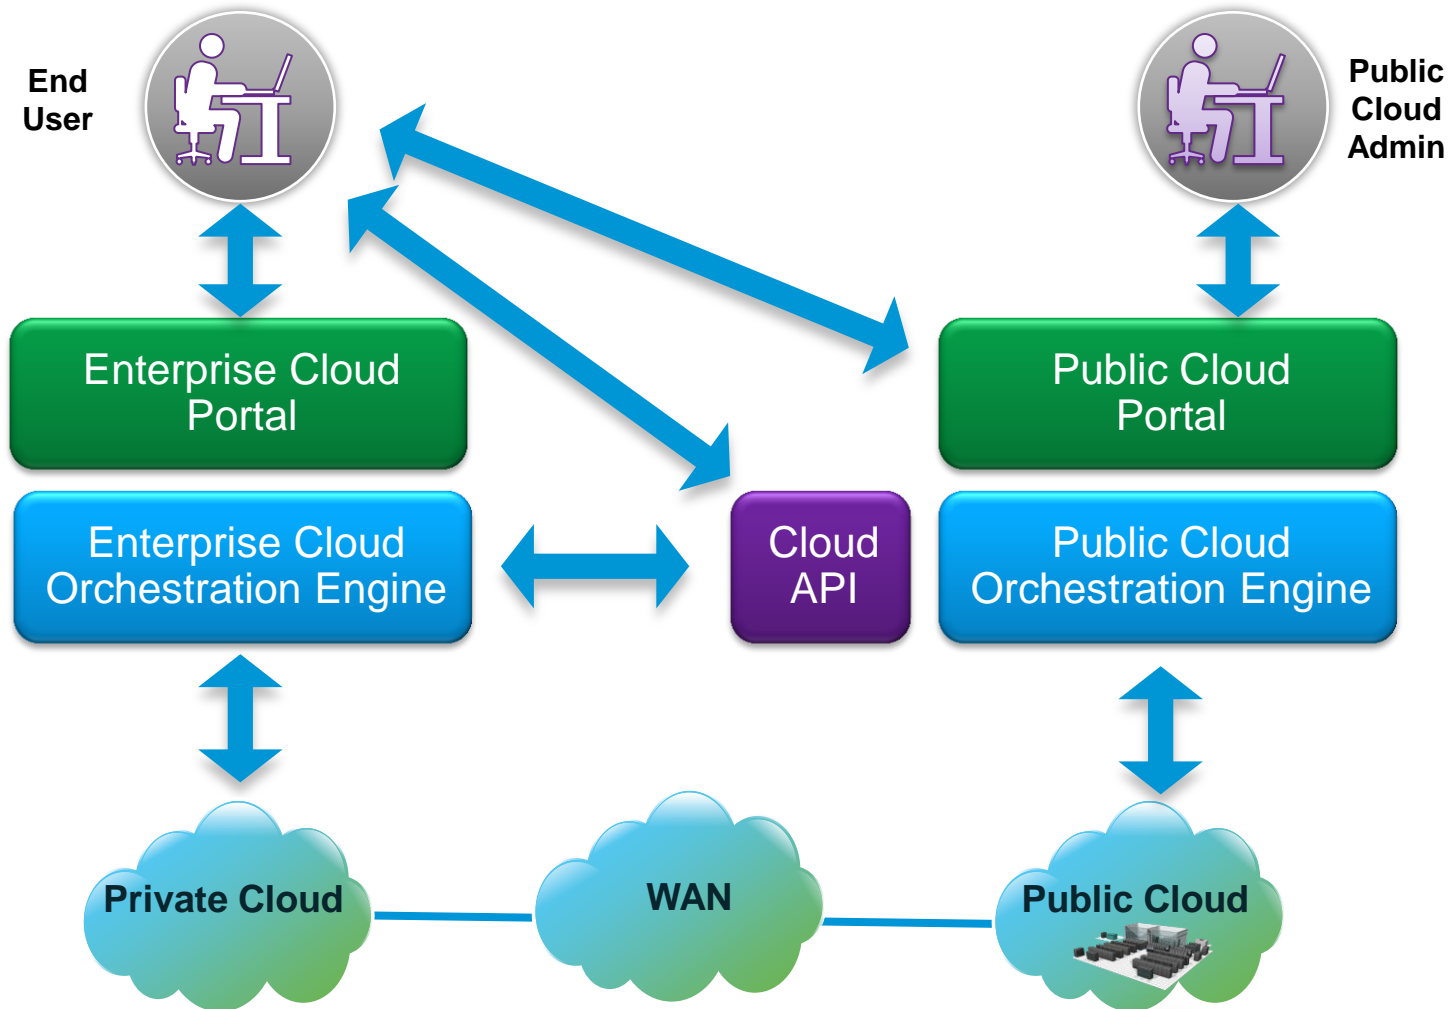 End
User
Public
Cloud
Admin
Enterprise Cloud
Portal
Public Cloud
Portal
Enterprise Cloud
Orchestration Engine
Cloud
API
Public Cloud
Orchestration Engine
Private Cloud
WAN
Public Cloud